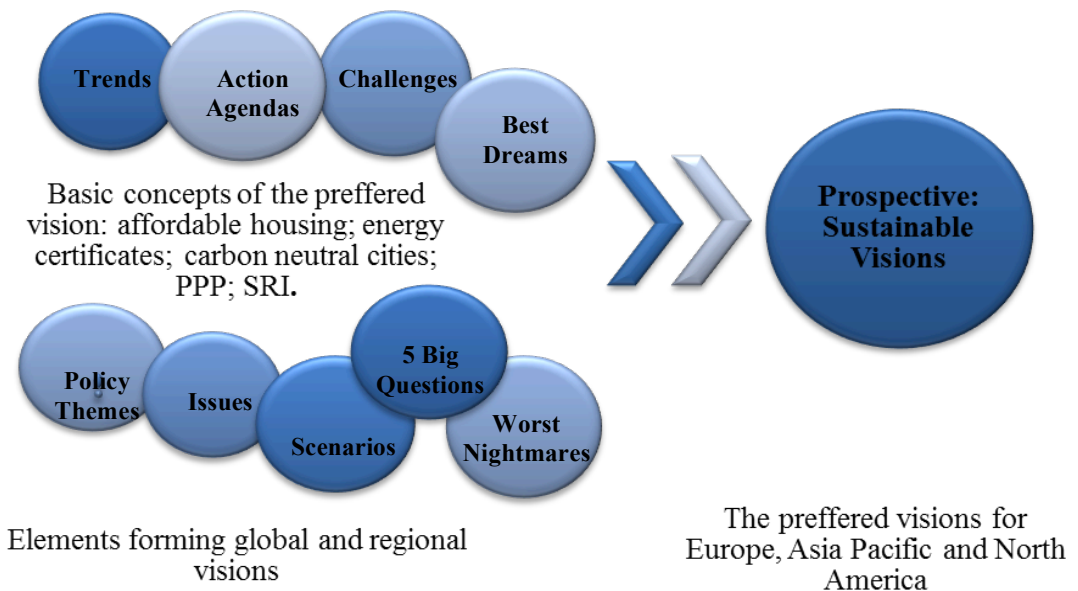 Trends
Action
Agendas
Challenges
Best
Dreams
Basic concepts of the preffered
vision: affordable housing; energy
certificates; carbon neutral cities;
PPP; SRI.
Policy
Themes
Issues
Scenarios
5 Big
Questions
Worst
Nightmares
Elements forming global and regional
visions
Prospective:
Sustainable
Visions
The preffered visions for
Europe, Asia Pacific and North
America